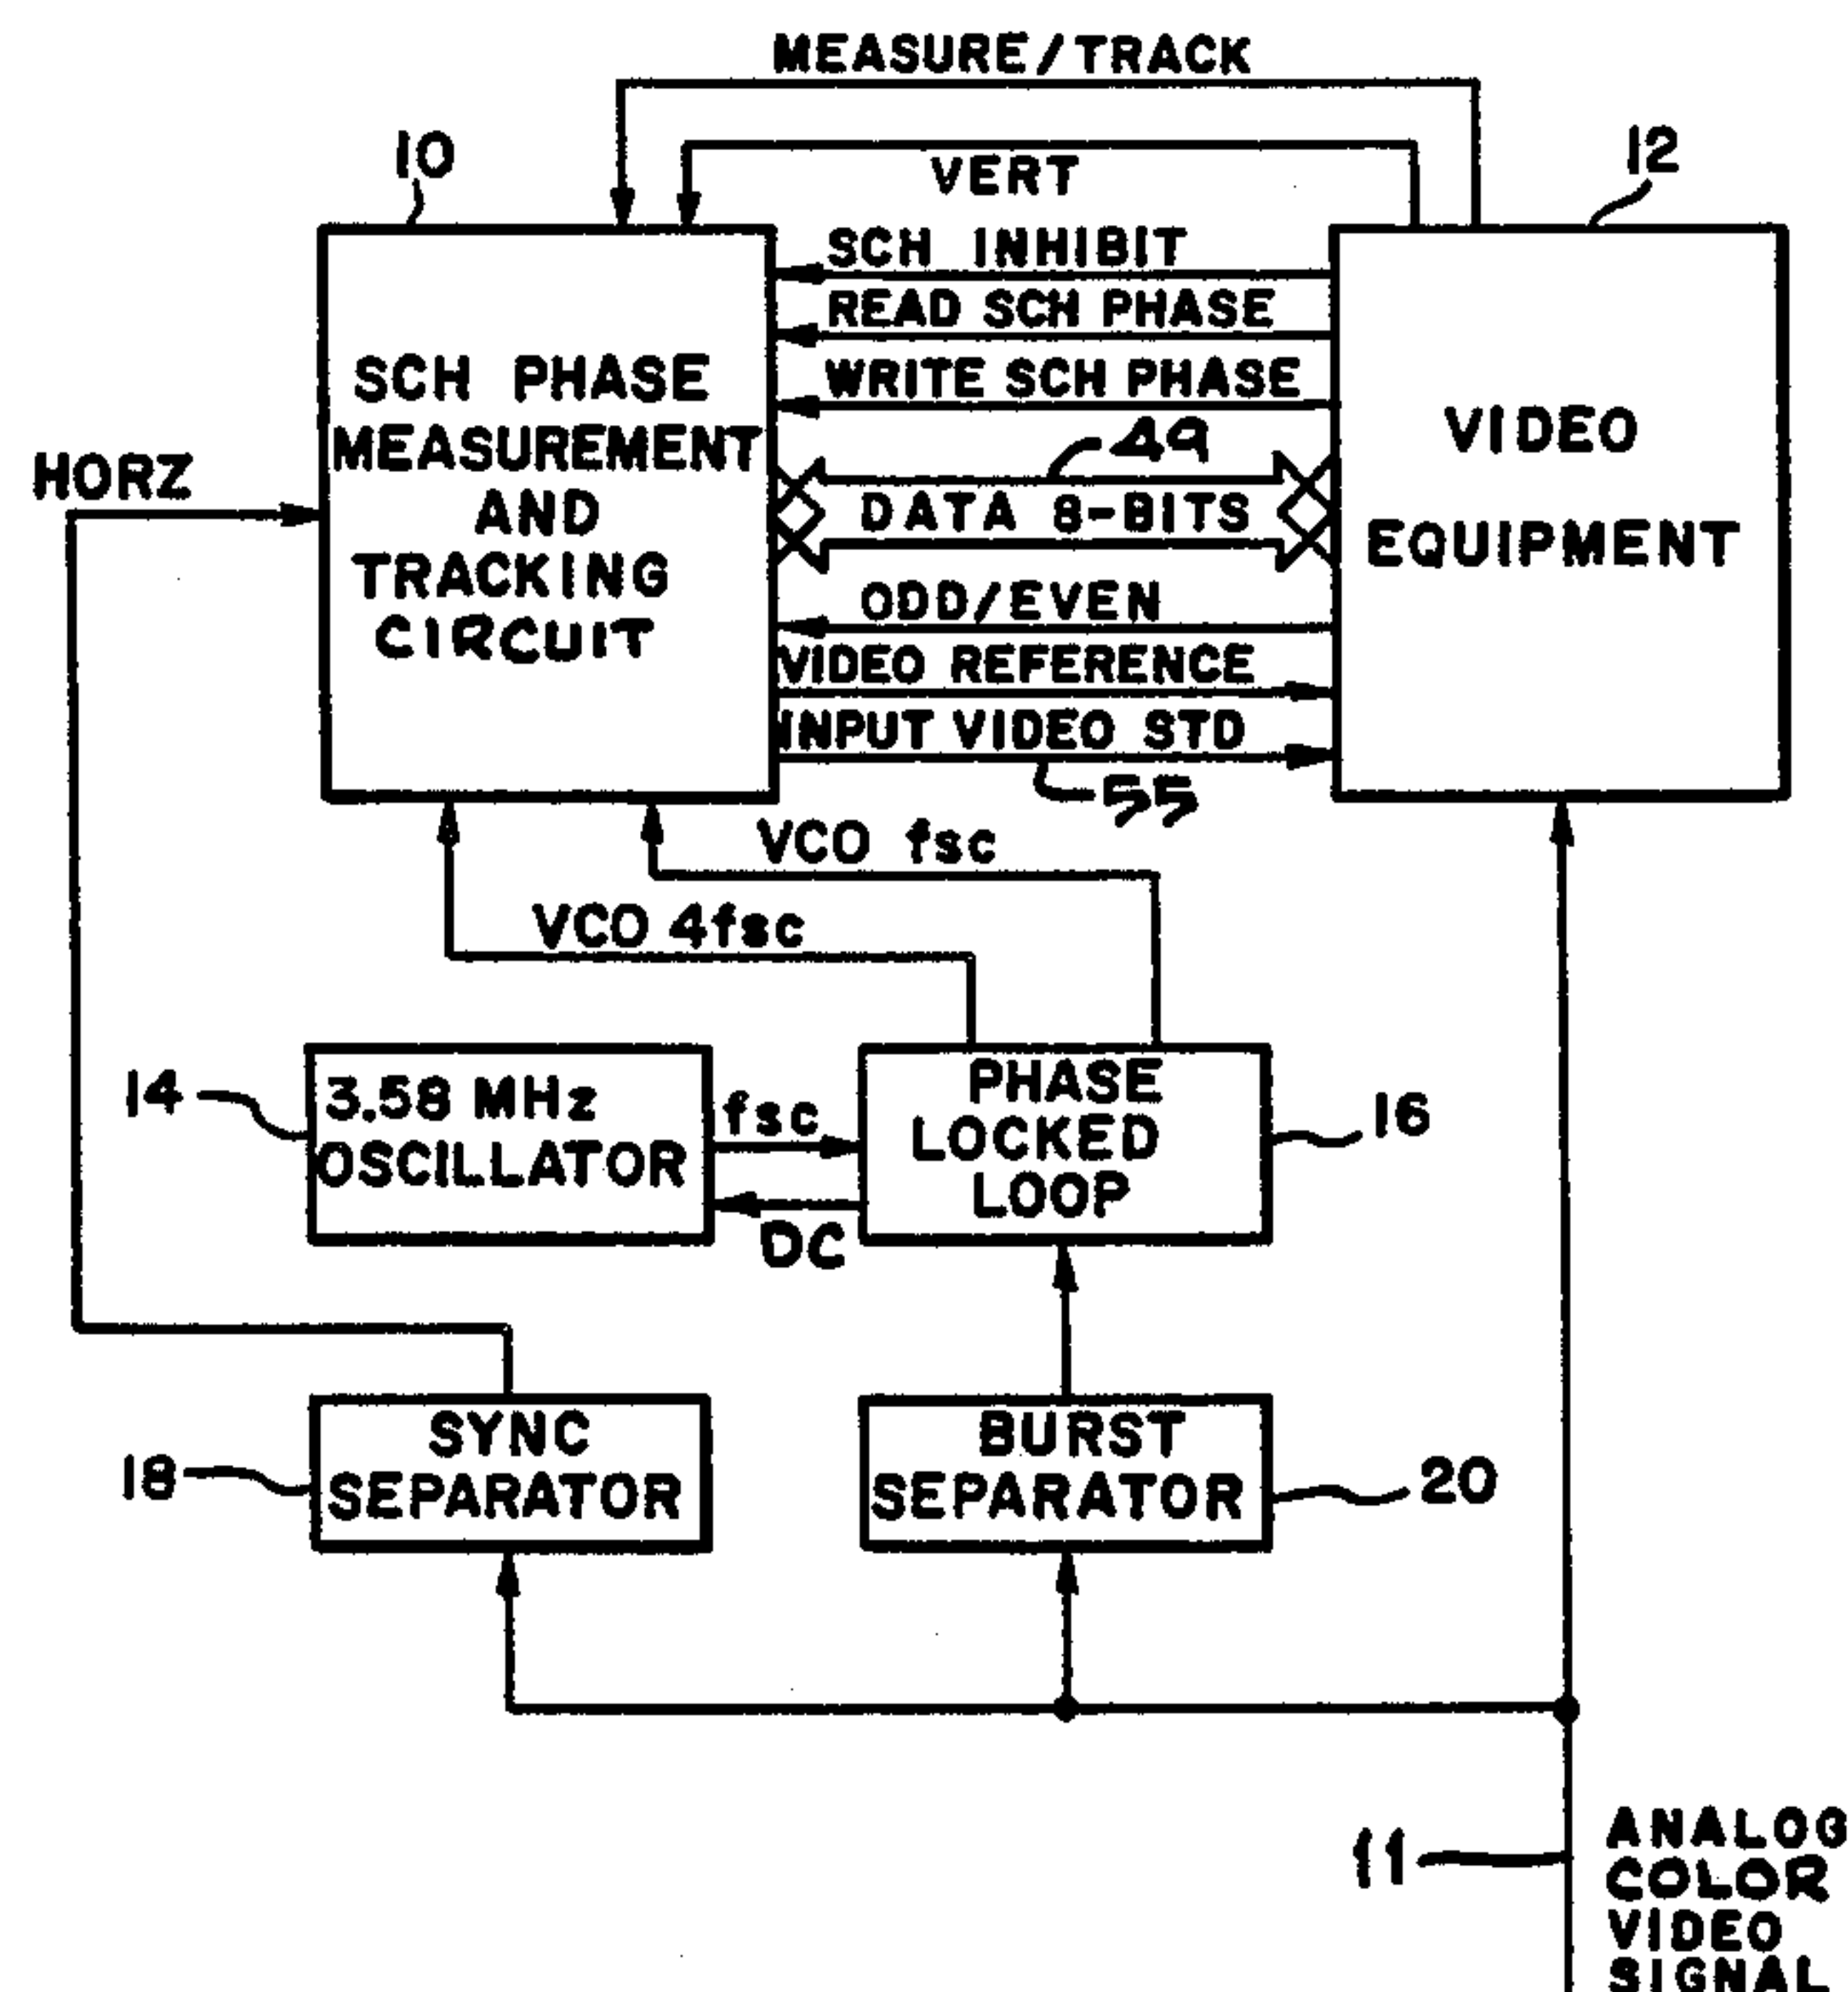 MEASURE/TRACK
10
VERT
12
SCH INHIBIT
READ SCH PHASE
WRITE SCH PHASE
49
DATA 8-BITS
ODD/EVEN
VIDEO REFERENCE
INPUT VIDEO STD
55
HORZ
SCH PHASE
MEASUREMENT
AND
TRACKING
CIRCUIT
VIDEO
EQUIPMENT
VCO fsc
VCO 4fsc
14
3.58 MHz
OSCILLATOR
fsc
DC
PHASE
LOCKED
LOOP
16
18
SYNC
SEPARATOR
BURST
SEPARATOR
20
11
ANALOG
COLOR
VIDEO
SIGNAL